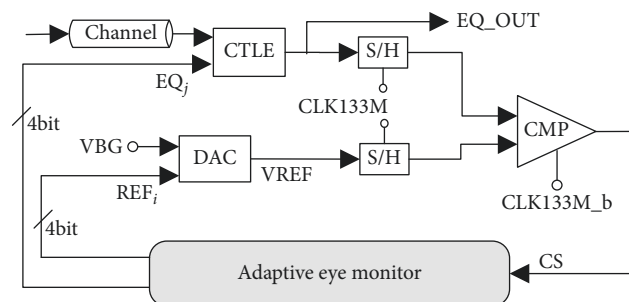 Channel
CTLE
EQ_OUT
S/H
EQj
4bit
CLK133M
VBG
DAC
VREF
S/H
CMP
REFi
CLK133M_b
4bit
Adaptive eye monitor
CS